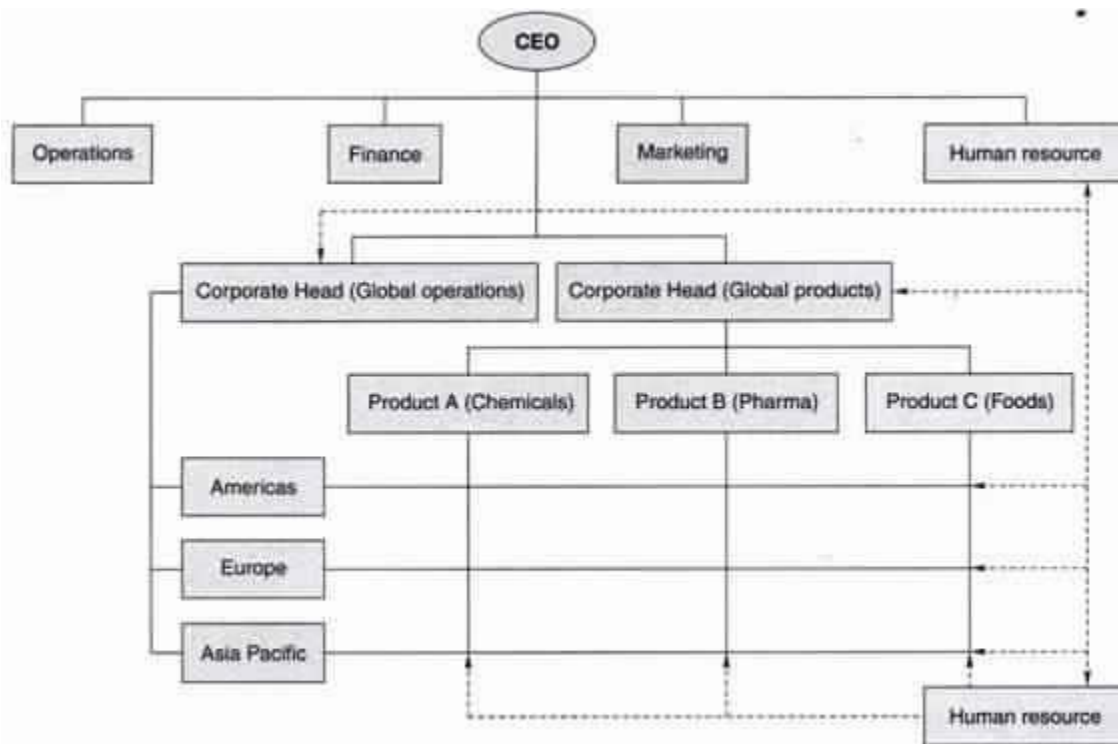 CEO
Operations
Finance
Marketing
Human resource
Corporate Head (Global operations)
Corporate Head (Global products)
Product A (Chemicals)
Product B (Pharma)
Product C (Foods)
Americas
Europe
Asia Pacific
Human resource